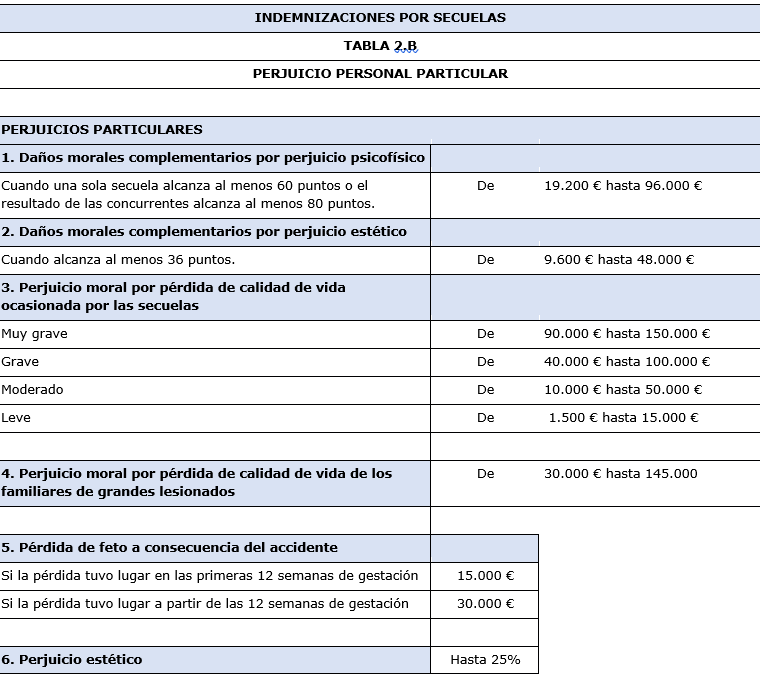 INDEMNIZACIONES POR SECUELAS
TABLA 2.B
PERJUICIO PERSONAL PARTICULAR
PERJUICIOS PARTICULARES
1. Daños morales complementarios por perjuicio psicofísico
Cuando una sola secuela alcanza al menos 60 puntos o el De 19.200 € hasta 96.000 €
resultado de las concurrentes alcanza al menos 80 puntos.
2. Daños morales complementarios por perjuicio estético
Cuando alcanza al menos 36 puntos. De 9.600 € hasta 48.000 €
3. Perjuicio moral por pérdida de calidad de vida
ocasionada por las secuelas
Muy grave De 90.000 € hasta 150.000 €
Grave De 40.000 € hasta 100.000 €
Moderado De 10.000 € hasta 50.000 €
Leve De 1.500 € hasta 15.000 €
4. Perjuicio moral por pérdida de calidad de vida de los De 30.000 € hasta 145.000
familiares de grandes lesionados
5. Pérdida de feto a consecuencia del accidente
Si la pérdida tuvo lugar en las primeras 12 semanas de gestación 15.000 €
Si la pérdida tuvo lugar a partir de las 12 semanas de gestación 30.000 €
6. Perjuicio estético Hasta 25%